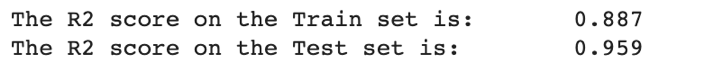 The R2 score on the Train set is: 0.887
The R2 score on the Test set is: 0.959